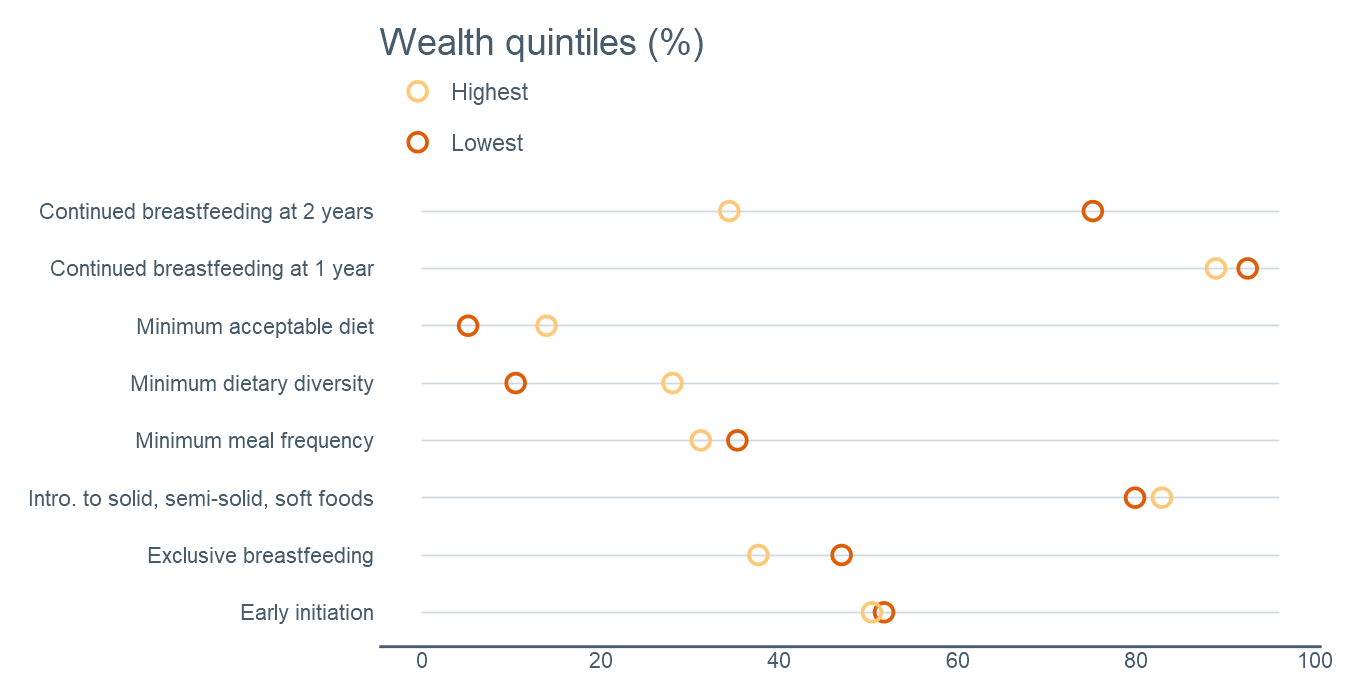 Wealth quintiles (%)
Highest
Lowest
Continued breastfeeding at 2 years
Continued breastfeeding at 1 year
Minimum acceptable diet
Minimum dietary diversity
Minimum meal frequency
Intro. to solid, semi-solid, soft foods
Exclusive breastfeeding
Early initiation
0 20 40 60 80 100